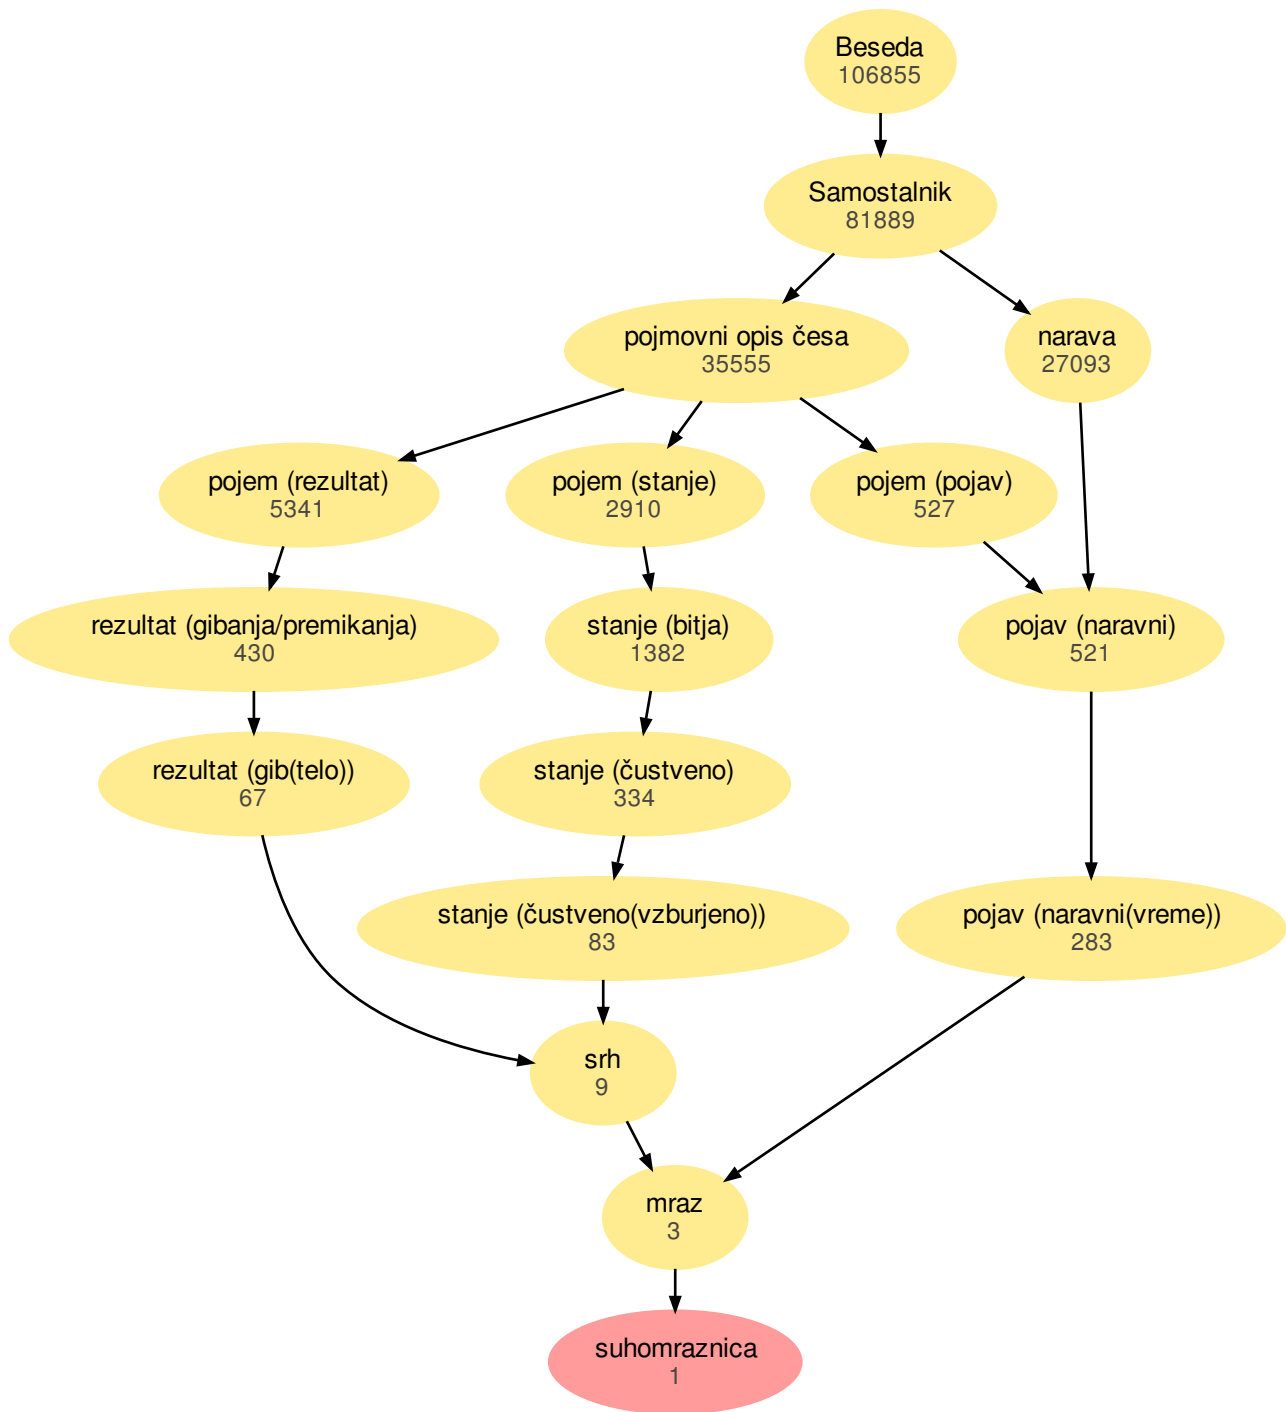 Beseda
106855
Samostalnik
81889
pojmovni opis česa
35555
narava
27093
pojem (rezultat)
5341
pojem (stanje)
2910
pojem (pojav)
527
rezultat (gibanja/premikanja)
430
stanje (bitja)
1382
pojav (naravni)
521
rezultat (gib(telo))
67
stanje (čustveno)
334
stanje (čustveno(vzburjeno))
83
pojav (naravni(vreme))
283
srh
9
mraz
3
suhomraznica
1